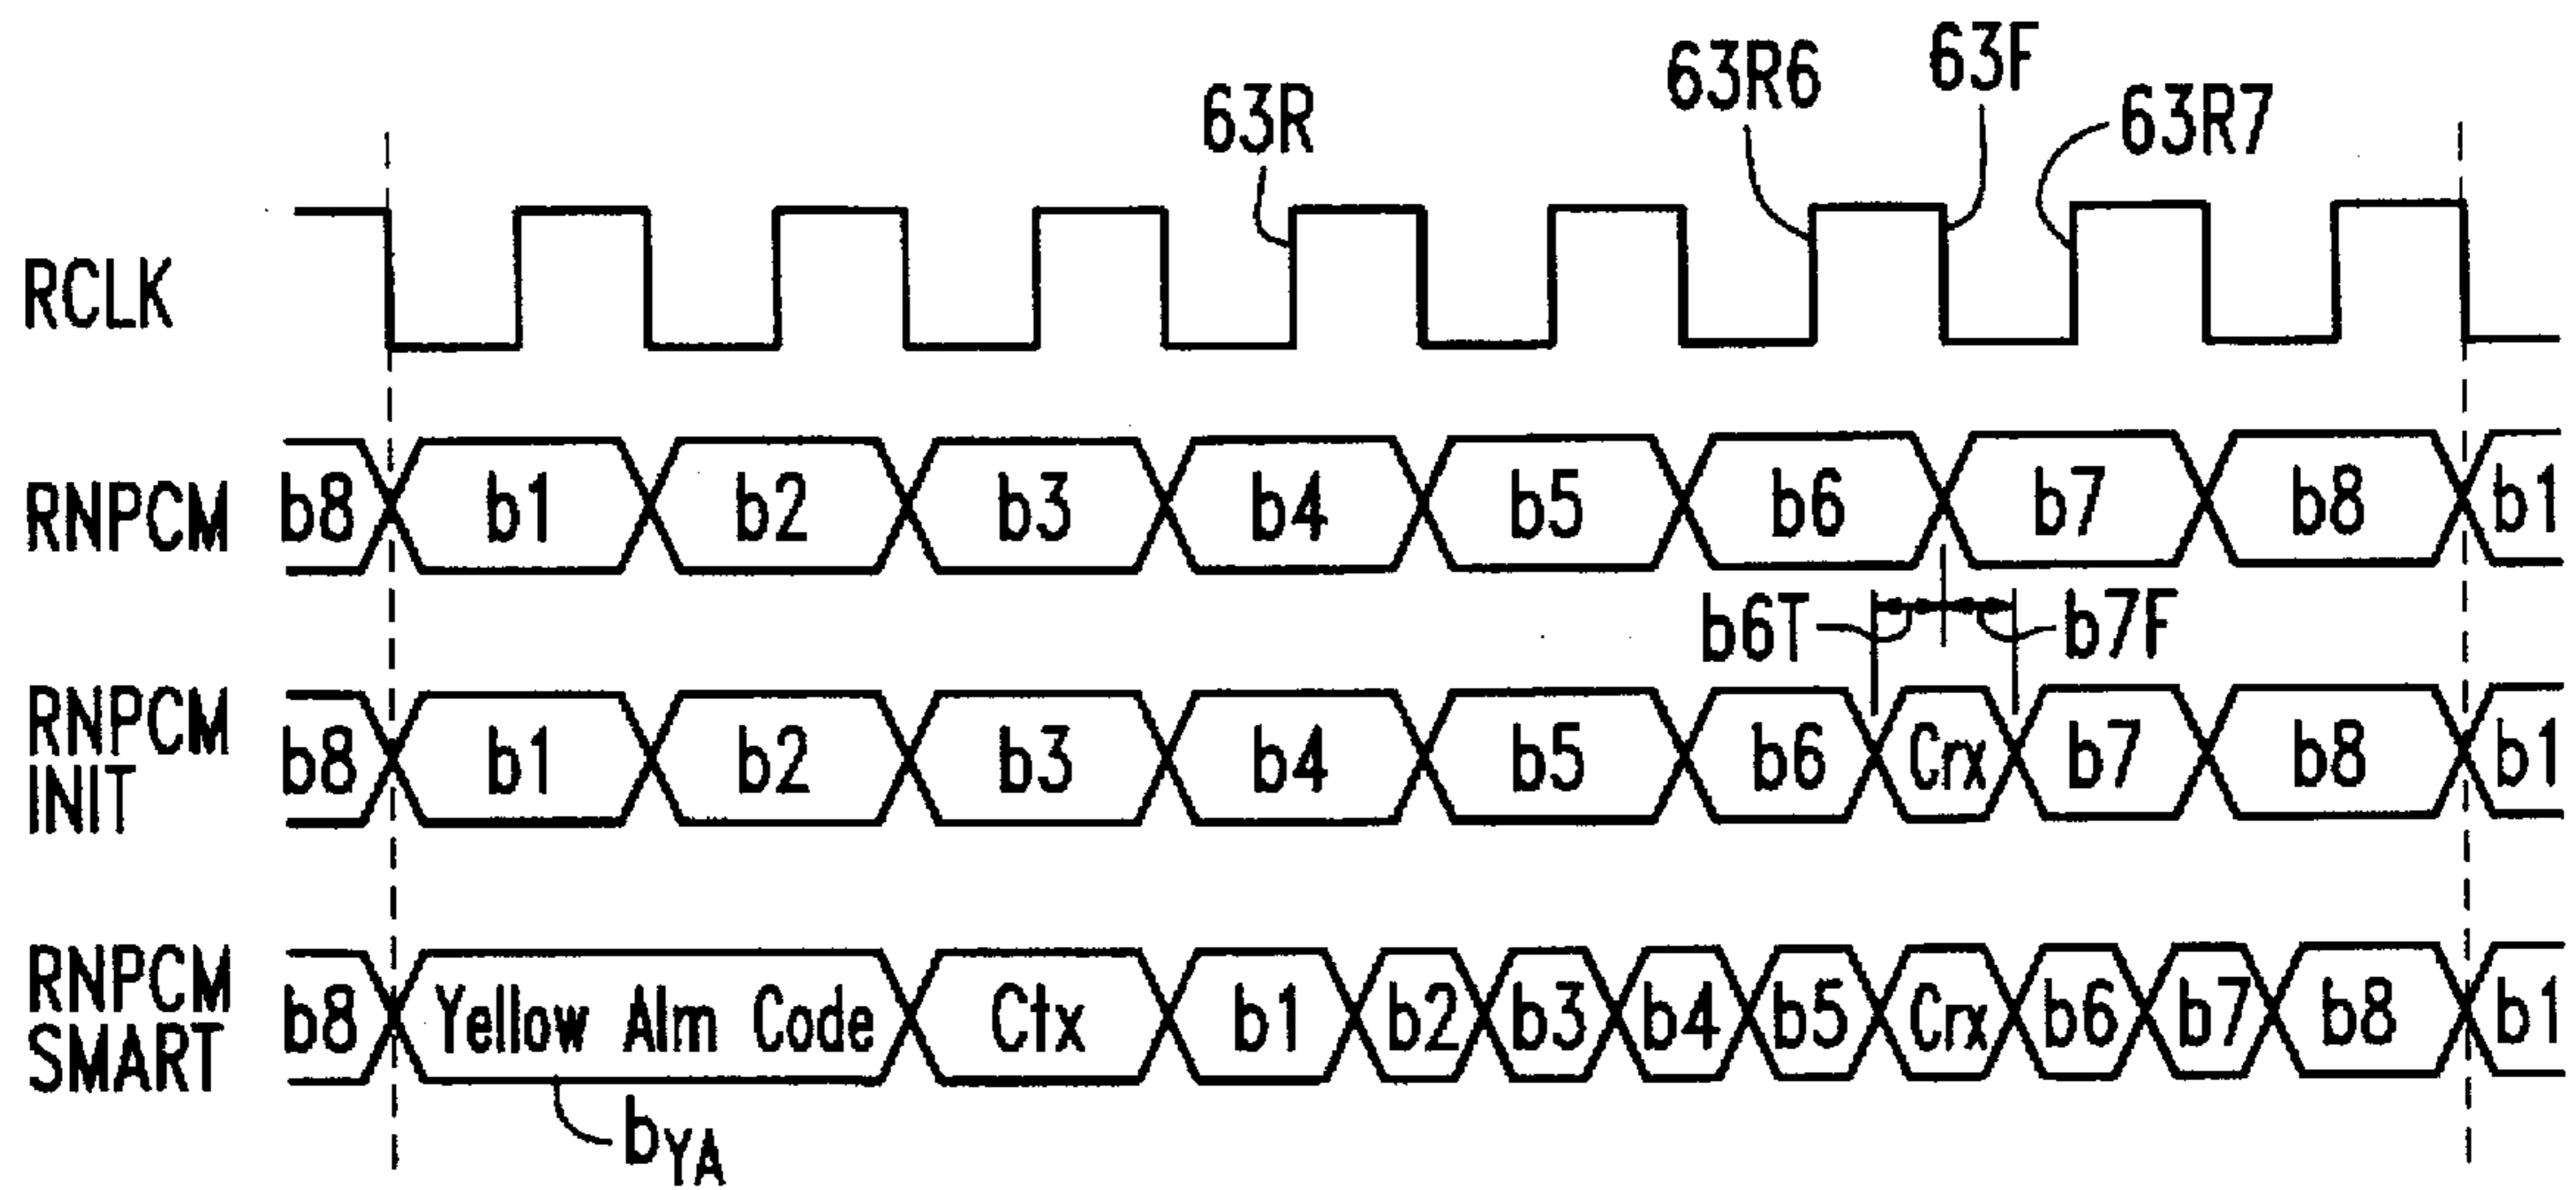 63R 63R6 63F 63R7
RCLK
RNPCM b8 b1 b2 b3 b4 b5 b6 b7 b8 b1
b6T b7F
RNPCM INIT b8 b1 b2 b3 b4 b5 b6 Crx b7 b8 b1
RNPCM SMART b8 Yellow Alm Code Ctx b1 b2 b3 b4 b5 Crx b6 b7 b8 b1
bYA